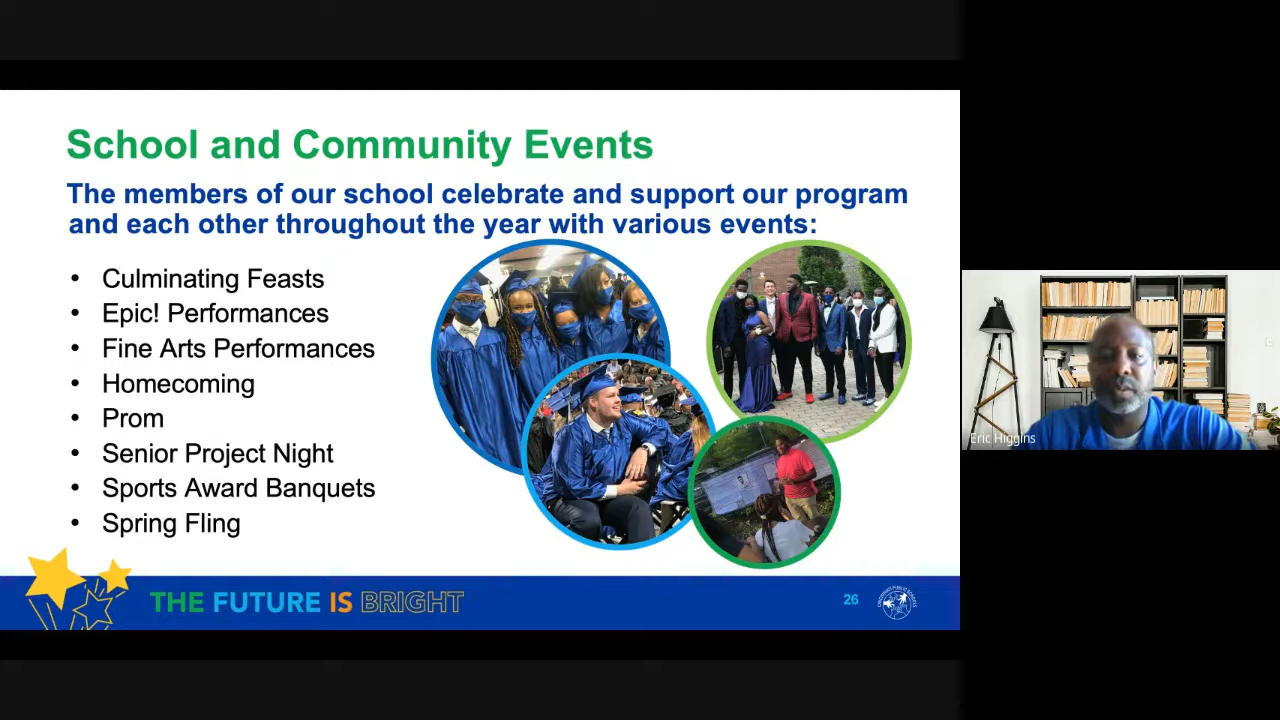 School and Community Events
The members of our school celebrate and support our program
and each other throughout the year with various events:
• Culminating Feasts
• Epic! Performances
• Fine Arts Performances
• Homecoming
• Prom
• Senior Project Night
• Sports Award Banquets
• Spring Fling
Eric Higgins
THE FUTURE IS BRIGHT
26